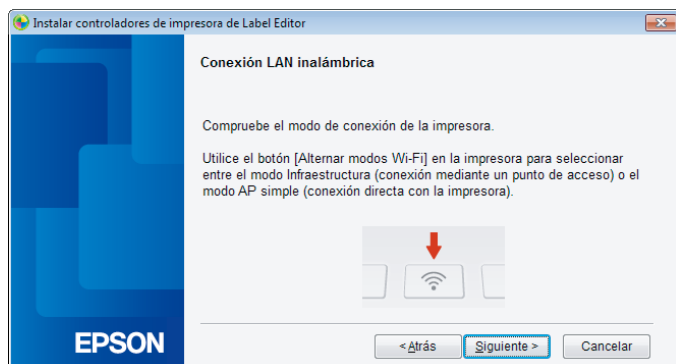 Instalar controladores de impresora de Label Editor
Conexión LAN inalámbrica
Compruebe el modo de conexión de la impresora.
Utilice el botón [Alternar modos Wi-Fi] en la impresora para seleccionar
entre el modo Infraestructura (conexión mediante un punto de acceso) o el
modo AP simple (conexión directa con la impresora).
EPSON
< Atrás
Siguiente >
Cancelar